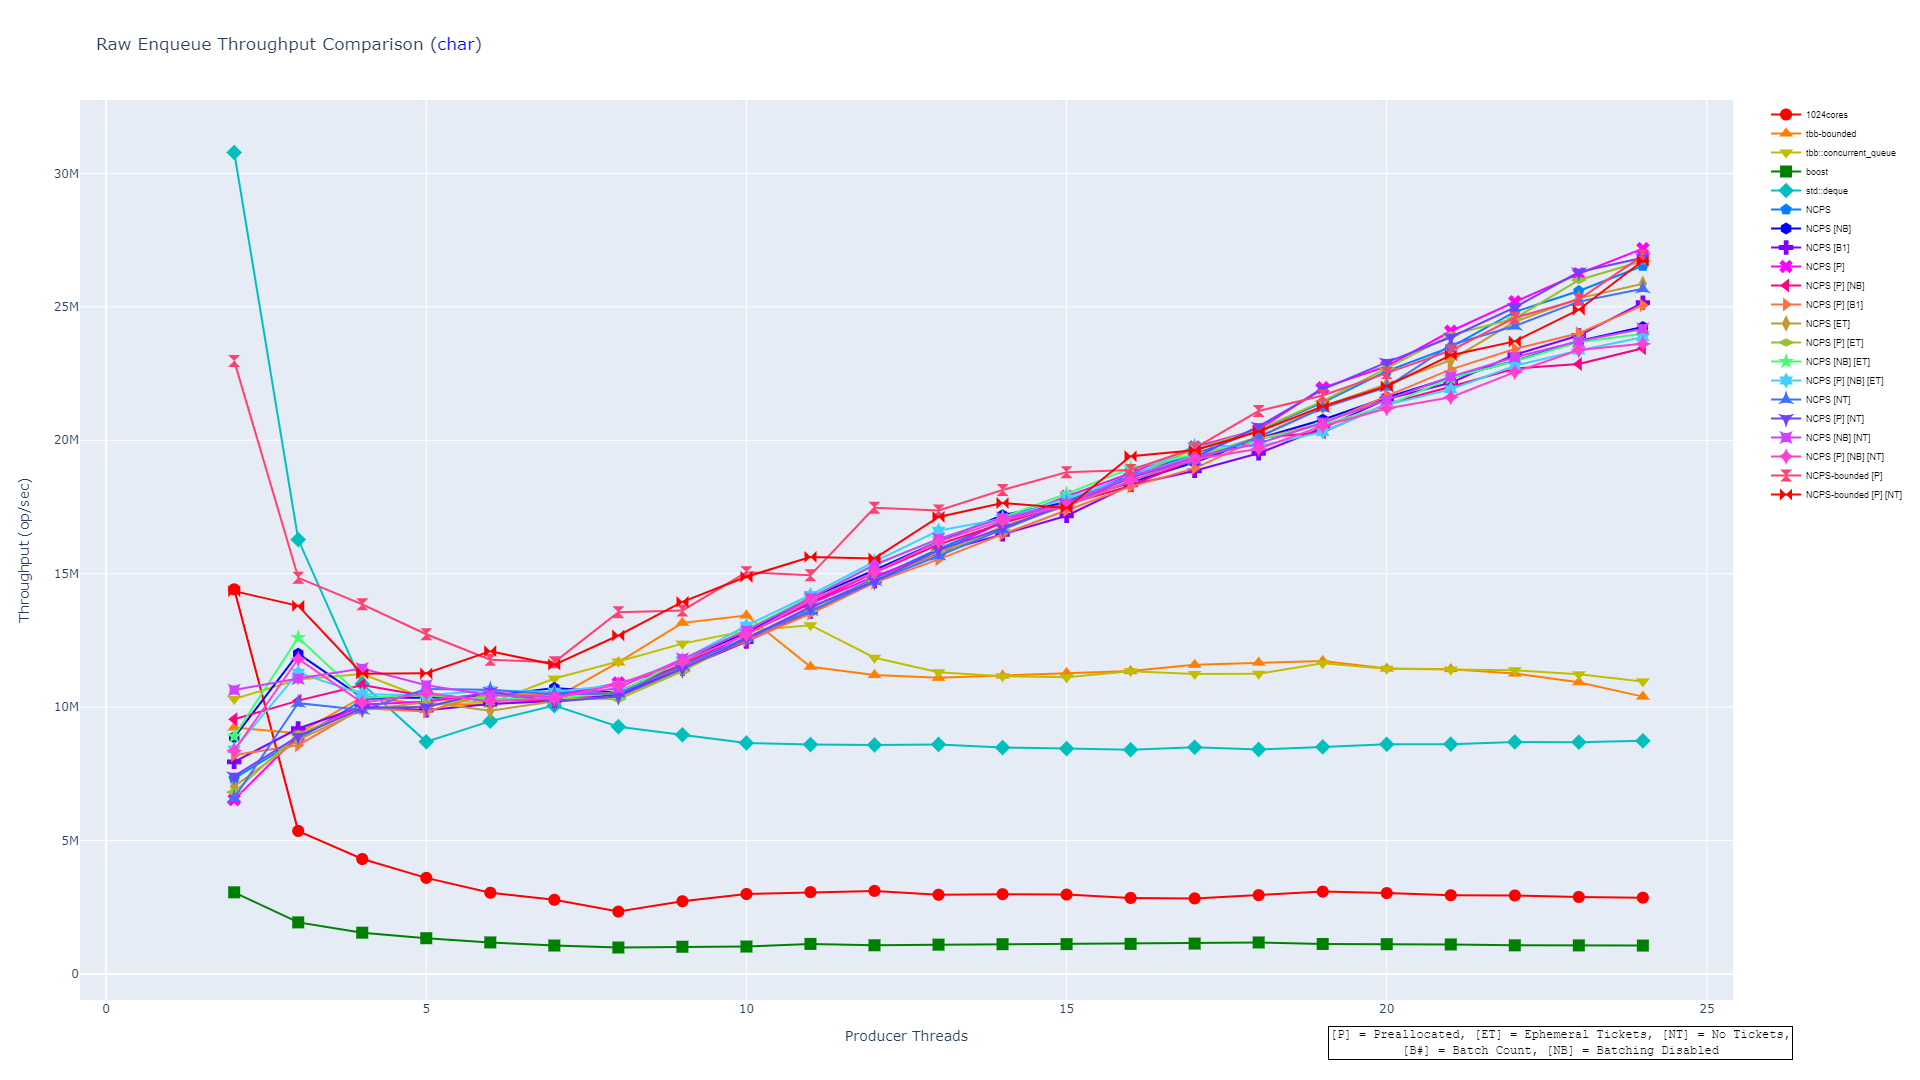 Raw Enqueue Throughput Comparison (char)
30M
25M
20M
15M
10M
5M
0
Throughput (op/sec)
0
5
10
15
20
25
Producer Threads
1024cores
tbb-bounded
tbb::concurrent_queue
boost
std::deque
NCPS
NCPS [NB]
NCPS [B1]
NCPS [P]
NCPS [P] [NB]
NCPS [P] [B1]
NCPS [ET]
NCPS [P] [ET]
NCPS [NB] [ET]
NCPS [P] [NB] [ET]
NCPS [NT]
NCPS [P] [NT]
NCPS [NB] [NT]
NCPS [P] [NB] [NT]
NCPS-bounded [P]
NCPS-bounded [P] [NT]
[P] = Preallocated, [ET] = Ephemeral Tickets, [NT] = No Tickets,
[B#] = Batch Count, [NB] = Batching Disabled